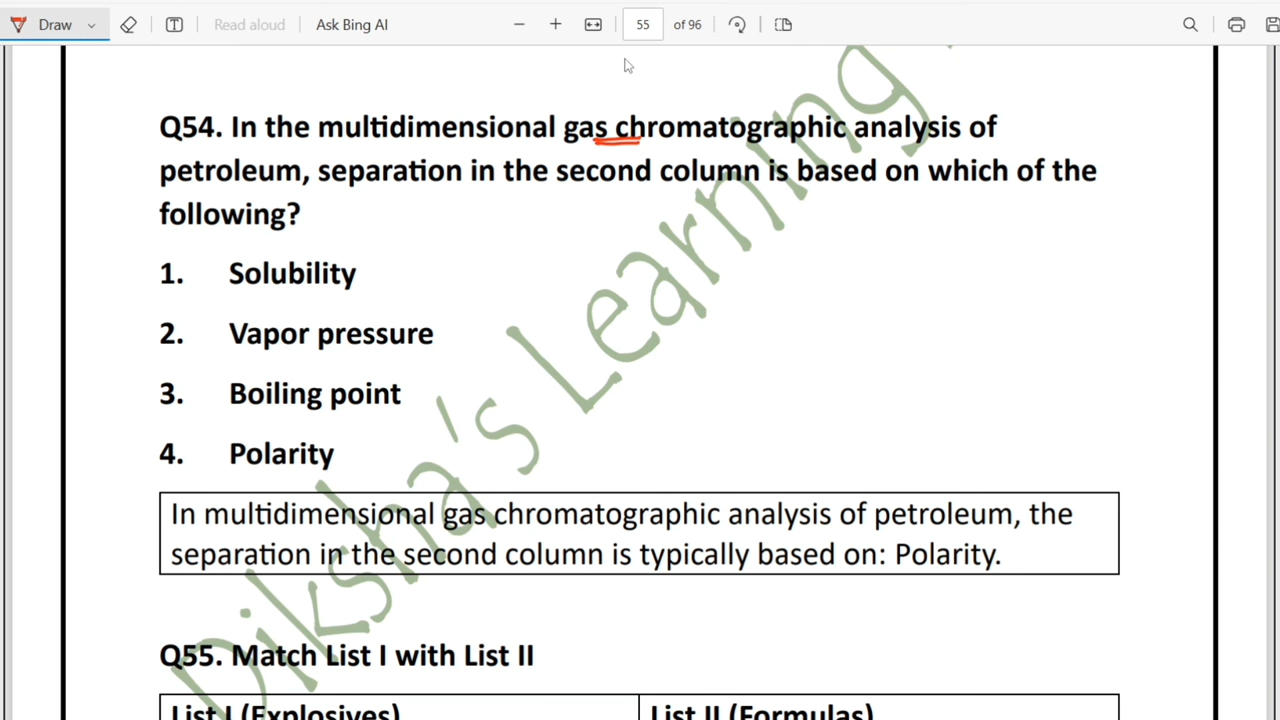 Draw
Read aloud
Ask Bing AI
55
of 96
Q54. In the multidimensional gas chromatographic analysis of
petroleum, separation in the second column is based on which of the
following?
1. Solubility
2. Vapor pressure
3. Boiling point
4. Polarity
In multidimensional gas chromatographic analysis of petroleum, the
separation in the second column is typically based on: Polarity.
Diksha's Learning
Q55. Match List I with List II
List I (Explosives)
List II (Formulas)